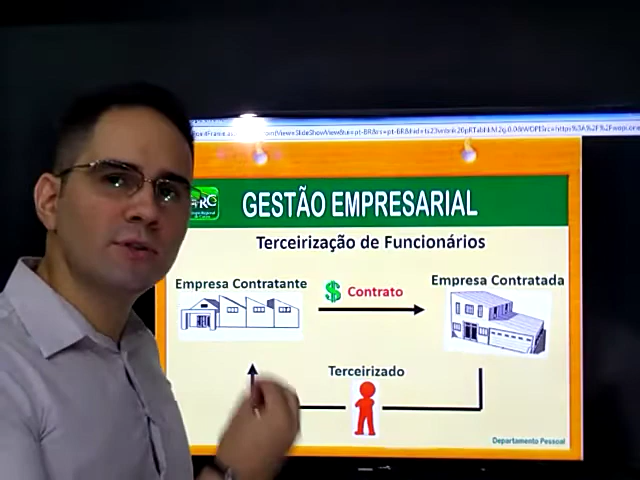 GESTÃO EMPRESARIAL
Terceirização de Funcionários
Empresa Contratante
$ Contrato
Empresa Contratada
Terceirizado
Departamento Pessoal